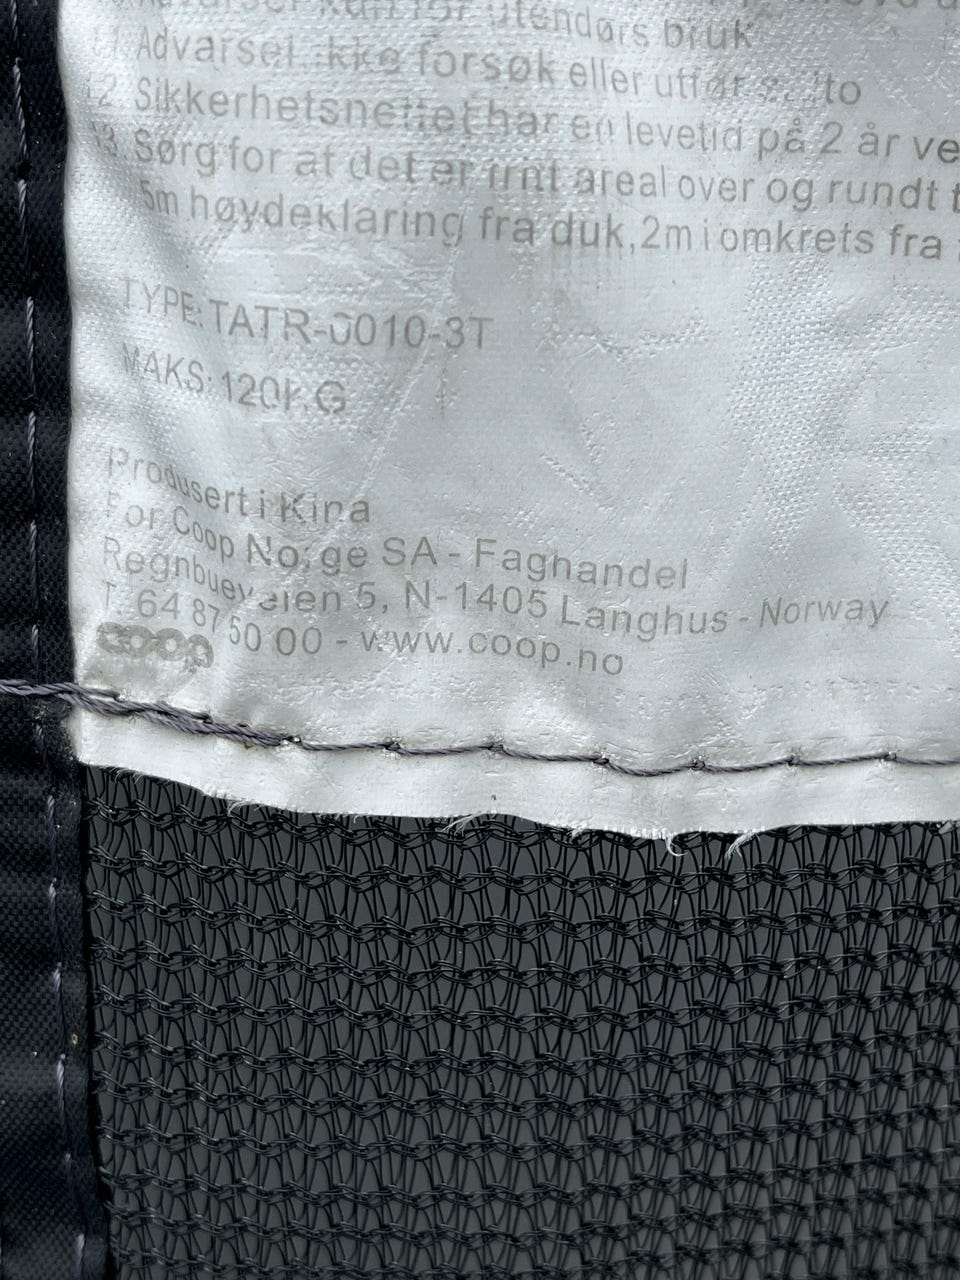 Advarsel kun for utendørs bruk
Advarsel ikke forsøk eller utfør salto
Sikkerhetsnettet har en levetid på 2 år ve
Sørg for at det er fritt areal over og rundt t
5m høydeklaring fra duk,2m i omkrets fra
TYPE:TATR-0010-3T
MAKS:120KG
Produsert i Kina
For Coop Norge SA - Faghandel
Regnbueveien 5, N-1405 Langhus - Norway
T. 64 87 50 00 - www.coop.no
coop